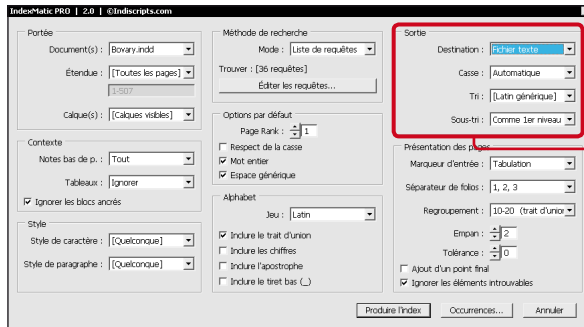 IndexMatic PRO | 2.0 | ©Indiscripts.com
Portée
Document(s) : Bovary.indd
Étendue : [Toutes les pages]
1-507
Calque(s) : [Calques visibles]
Contexte
Notes bas de p. : Tout
Tableaux : Ignorer
Ignorer les blocs ancrés
Style
Style de caractère : [Quelconque]
Style de paragraphe : [Quelconque]
Méthode de recherche
Mode : Liste de requêtes
Trouver : [36 requêtes]
Éditer les requêtes...
Options par défaut
Page Rank : 1
Respect de la casse
Mot entier
Espace générique
Alphabet
Jeu : Latin
Inclure le trait d'union
Inclure les chiffres
Inclure l'apostrophe
Inclure le tiret bas (_)
Sortie
Destination : Fichier texte
Casse : Automatique
Tri : [Latin générique]
Sous-tri : Comme 1er niveau
Présentation des pages
Marqueur d'entrée : Tabulation
Séparateur de folios : 1, 2, 3
Regroupement : 10-20 (trait d'union
Empan : 2
Tolérance : 0
Ajout d'un point final
Ignorer les éléments introuvables
Produire l'index
Occurrences...
Annuler